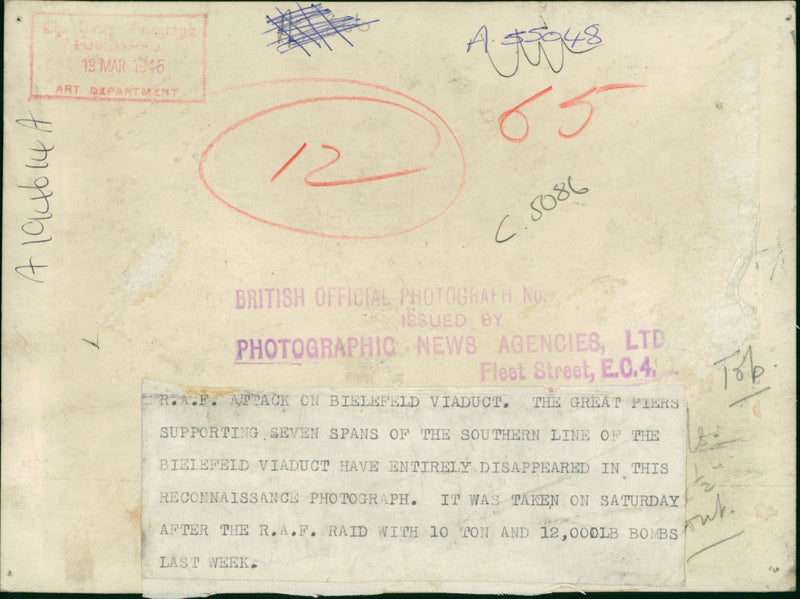 PUBLISHED
19 MAR 1945
ART DEPARTMENT
A.55048
65
12
A194614A
C.5086
BRITISH OFFICIAL PHOTOGRAPH No.
ISSUED BY
PHOTOGRAPHIC NEWS AGENCIES, LTD
Fleet Street, E.C.4.
Top.
R.A.F. ATTACK ON BIELEFELD VIADUCT. THE GREAT PIERS
SUPPORTING SEVEN SPANS OF THE SOUTHERN LINE OF THE
BIELEFELD VIADUCT HAVE ENTIRELY DISAPPEARED IN THIS
RECONNAISSANCE PHOTOGRAPH. IT WAS TAKEN ON SATURDAY
AFTER THE R.A.F. RAID WITH 10 TON AND 12,000LB BOMBS
LAST WEEK.